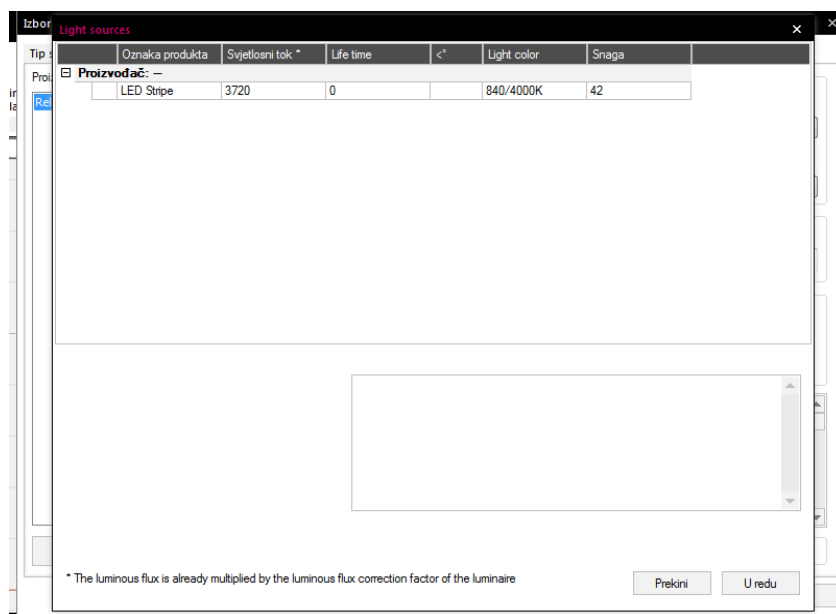 Izbor
Light sources
Tip s
Oznaka produkta Svjetlosni tok * Life time <° Light color Snaga
Proi:
Proizvođač: –
Rel
LED Stripe 3720 0 840/4000K 42
* The luminous flux is already multiplied by the luminous flux correction factor of the luminaire
Prekini U redu